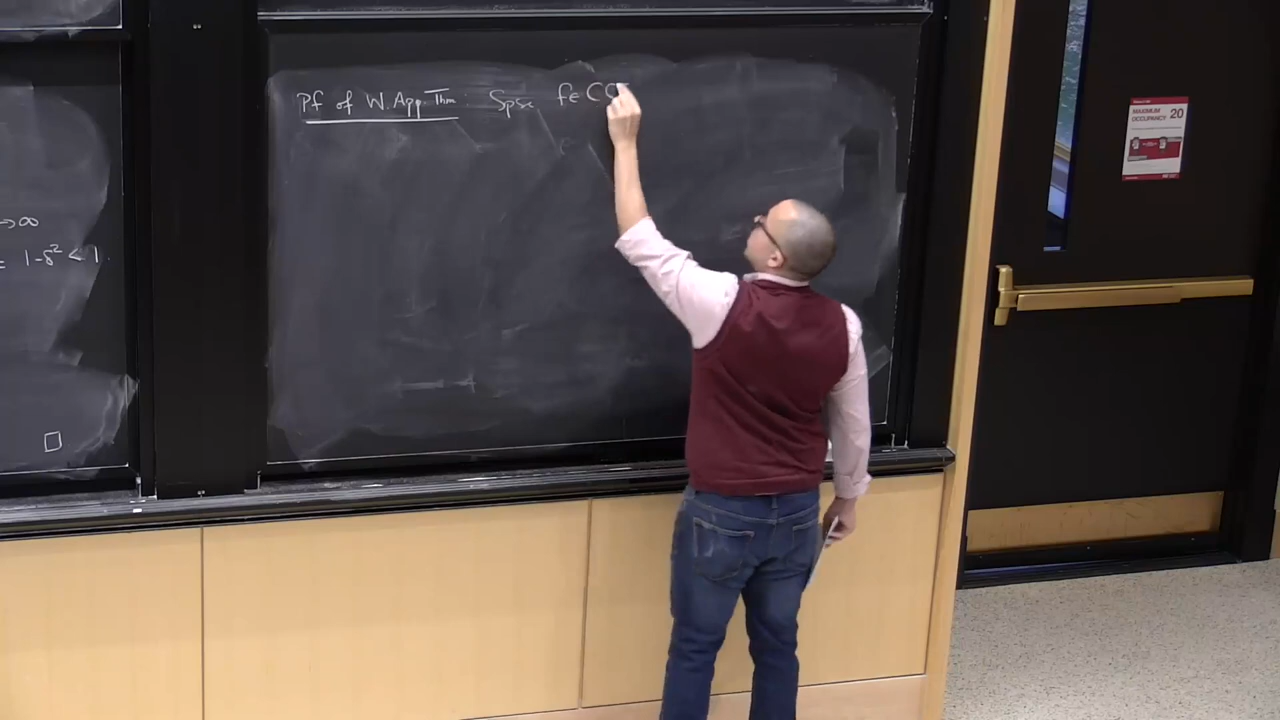 → ∞
= 1-δ² < 1.
Pf of W. App. Thm: Spse f ∈ C(
MAXIMUM
OCCUPANCY 20